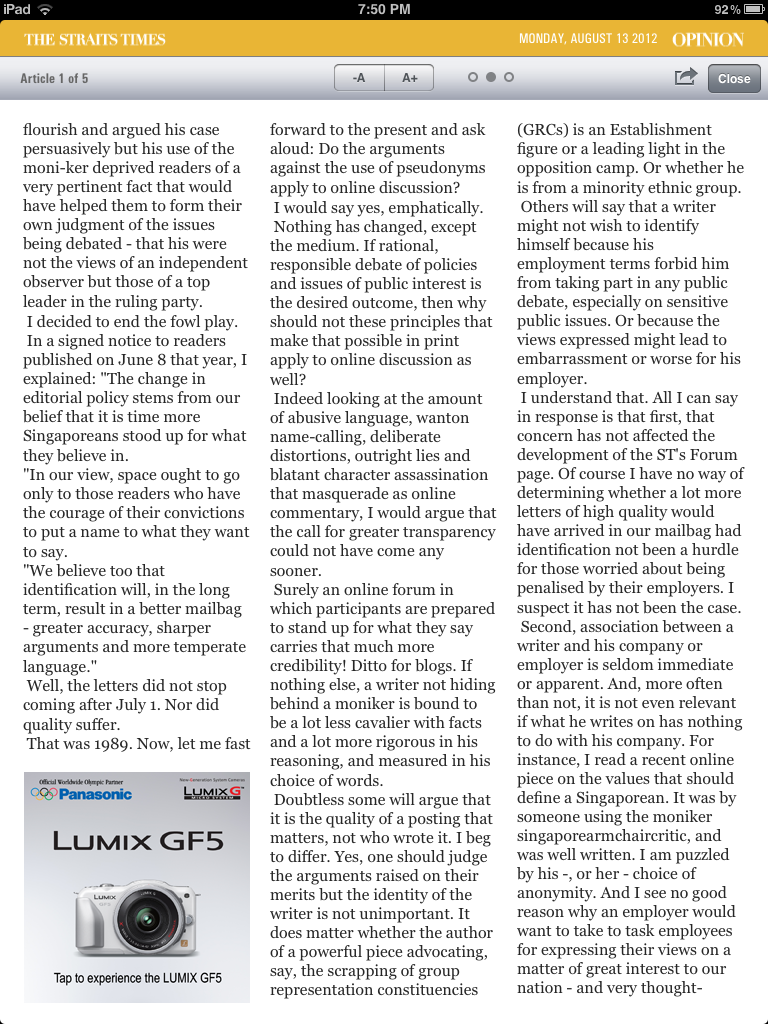 iPad 7:50 PM 92%
THE STRAITS TIMES MONDAY, AUGUST 13 2012 OPINION
Article 1 of 5 -A A+ Close
flourish and argued his case
persuasively but his use of the
moni-ker deprived readers of a
very pertinent fact that would
have helped them to form their
own judgment of the issues
being debated - that his were
not the views of an independent
observer but those of a top
leader in the ruling party.
I decided to end the fowl play.
In a signed notice to readers
published on June 8 that year, I
explained: "The change in
editorial policy stems from our
belief that it is time more
Singaporeans stood up for what
they believe in.
"In our view, space ought to go
only to those readers who have
the courage of their convictions
to put a name to what they want
to say.
"We believe too that
identification will, in the long
term, result in a better mailbag
- greater accuracy, sharper
arguments and more temperate
language."
Well, the letters did not stop
coming after July 1. Nor did
quality suffer.
That was 1989. Now, let me fast
Official Worldwide Olympic Partner
Panasonic
New-Generation System Cameras
LUMIX G
MICRO SYSTEM
LUMIX GF5
LUMIX
Tap to experience the LUMIX GF5
forward to the present and ask
aloud: Do the arguments
against the use of pseudonyms
apply to online discussion?
I would say yes, emphatically.
Nothing has changed, except
the medium. If rational,
responsible debate of policies
and issues of public interest is
the desired outcome, then why
should not these principles that
make that possible in print
apply to online discussion as
well?
Indeed looking at the amount
of abusive language, wanton
name-calling, deliberate
distortions, outright lies and
blatant character assassination
that masquerade as online
commentary, I would argue that
the call for greater transparency
could not have come any
sooner.
Surely an online forum in
which participants are prepared
to stand up for what they say
carries that much more
credibility! Ditto for blogs. If
nothing else, a writer not hiding
behind a moniker is bound to
be a lot less cavalier with facts
and a lot more rigorous in his
reasoning, and measured in his
choice of words.
Doubtless some will argue that
it is the quality of a posting that
matters, not who wrote it. I beg
to differ. Yes, one should judge
the arguments raised on their
merits but the identity of the
writer is not unimportant. It
does matter whether the author
of a powerful piece advocating,
say, the scrapping of group
representation constituencies
(GRCs) is an Establishment
figure or a leading light in the
opposition camp. Or whether he
is from a minority ethnic group.
Others will say that a writer
might not wish to identify
himself because his
employment terms forbid him
from taking part in any public
debate, especially on sensitive
public issues. Or because the
views expressed might lead to
embarrassment or worse for his
employer.
I understand that. All I can say
in response is that first, that
concern has not affected the
development of the ST's Forum
page. Of course I have no way of
determining whether a lot more
letters of high quality would
have arrived in our mailbag had
identification not been a hurdle
for those worried about being
penalised by their employers. I
suspect it has not been the case.
Second, association between a
writer and his company or
employer is seldom immediate
or apparent. And, more often
than not, it is not even relevant
if what he writes on has nothing
to do with his company. For
instance, I read a recent online
piece on the values that should
define a Singaporean. It was by
someone using the moniker
singaporearmchaircritic, and
was well written. I am puzzled
by his -, or her - choice of
anonymity. And I see no good
reason why an employer would
want to take to task employees
for expressing their views on a
matter of great interest to our
nation - and very thought-